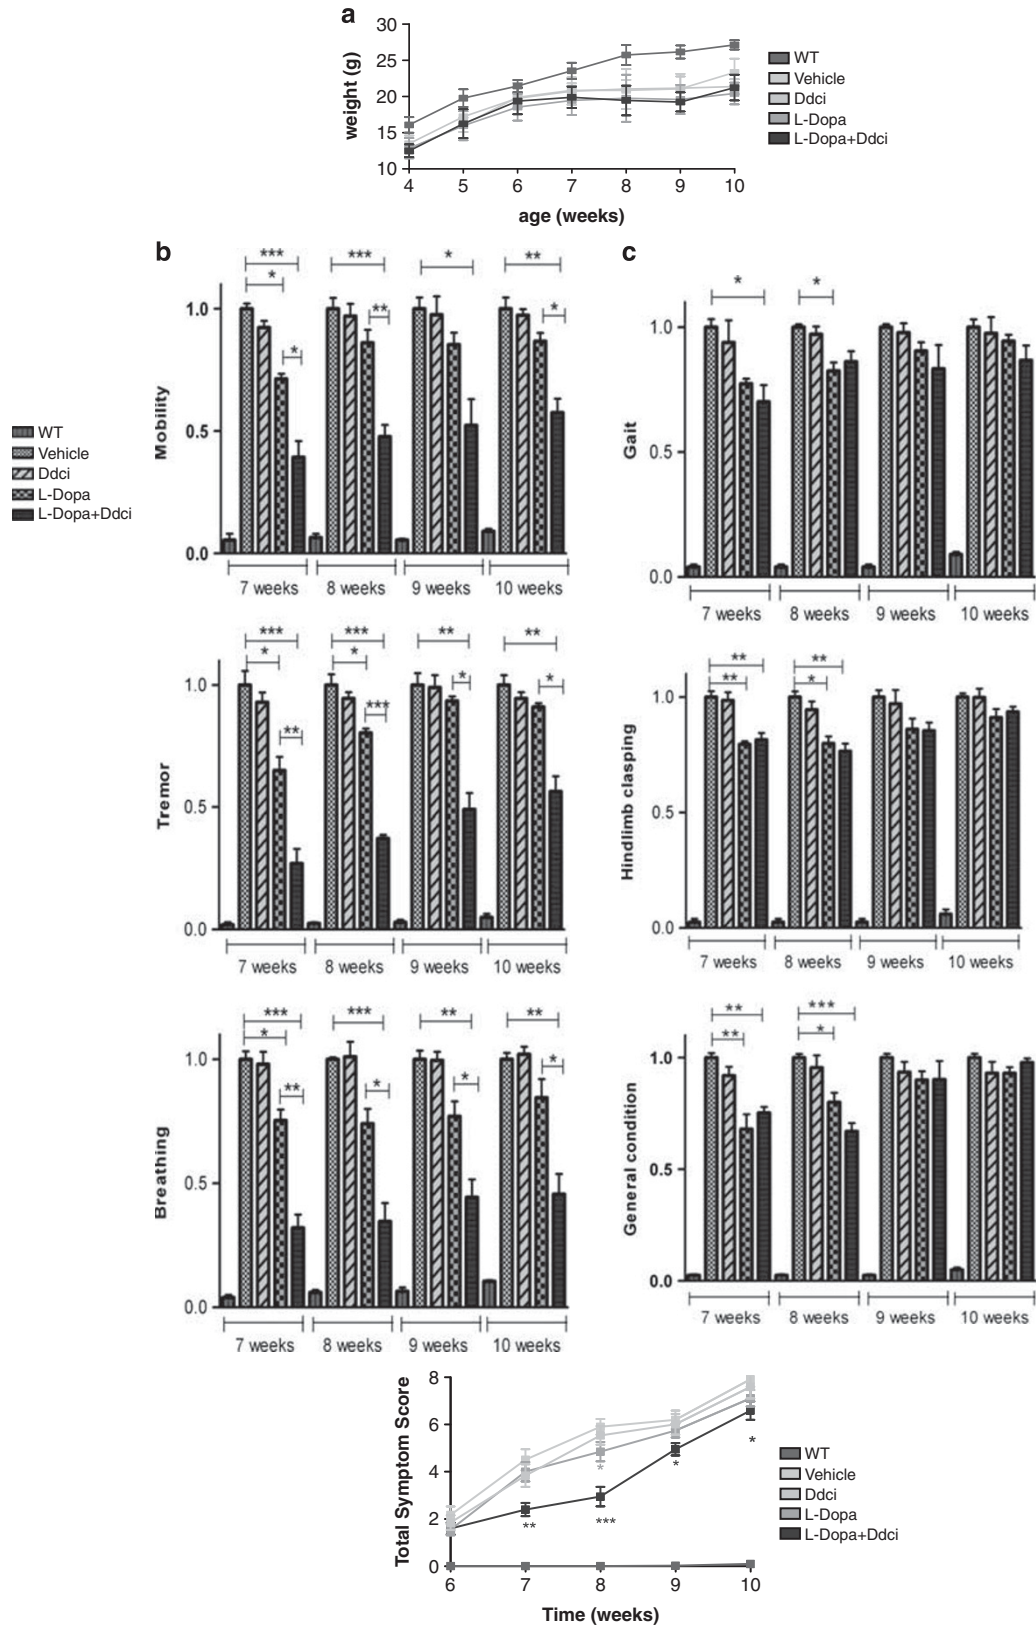 a
30
25
20
15
10
weight (g)
4 5 6 7 8 9 10
age (weeks)
WT
Vehicle
Ddci
L-Dopa
L-Dopa+Ddci
b
WT
Vehicle
Ddci
L-Dopa
L-Dopa+Ddci
Mobility
1.0
0.5
0.0
*** *** * **
* ** *
*
7 weeks 8 weeks 9 weeks 10 weeks
Tremor
1.0
0.5
0.0
*** *** ** **
* * * *
** ***
7 weeks 8 weeks 9 weeks 10 weeks
Breathing
1.0
0.5
0.0
*** *** ** **
* *
** * *
7 weeks 8 weeks 9 weeks 10 weeks
c
Gait
1.0
0.5
0.0
* *
7 weeks 8 weeks 9 weeks 10 weeks
Hindlimb clasping
1.0
0.5
0.0
** **
** *
7 weeks 8 weeks 9 weeks 10 weeks
General condition
1.0
0.5
0.0
** ***
** *
7 weeks 8 weeks 9 weeks 10 weeks
Total Symptom Score
8
6
4
2
0
* * *
** ***
6 7 8 9 10
Time (weeks)
WT
Vehicle
Ddci
L-Dopa
L-Dopa+Ddci